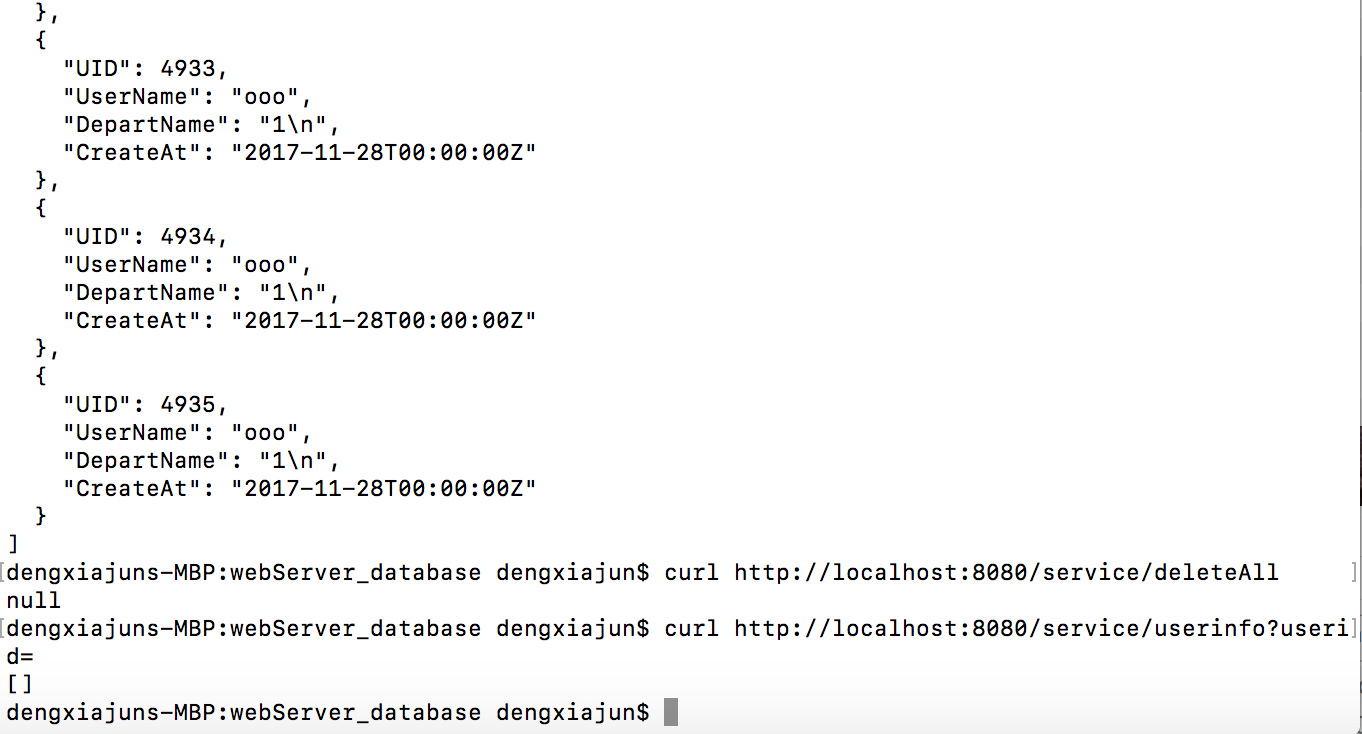 },
  {
    "UID": 4933,
    "UserName": "ooo",
    "DepartName": "1\n",
    "CreateAt": "2017-11-28T00:00:00Z"
  },
  {
    "UID": 4934,
    "UserName": "ooo",
    "DepartName": "1\n",
    "CreateAt": "2017-11-28T00:00:00Z"
  },
  {
    "UID": 4935,
    "UserName": "ooo",
    "DepartName": "1\n",
    "CreateAt": "2017-11-28T00:00:00Z"
  }
]
[dengxiajuns-MBP:webServer_database dengxiajun$ curl http://localhost:8080/service/deleteAll ]
null
[dengxiajuns-MBP:webServer_database dengxiajun$ curl http://localhost:8080/service/userinfo?useri]
d=
[]
dengxiajuns-MBP:webServer_database dengxiajun$